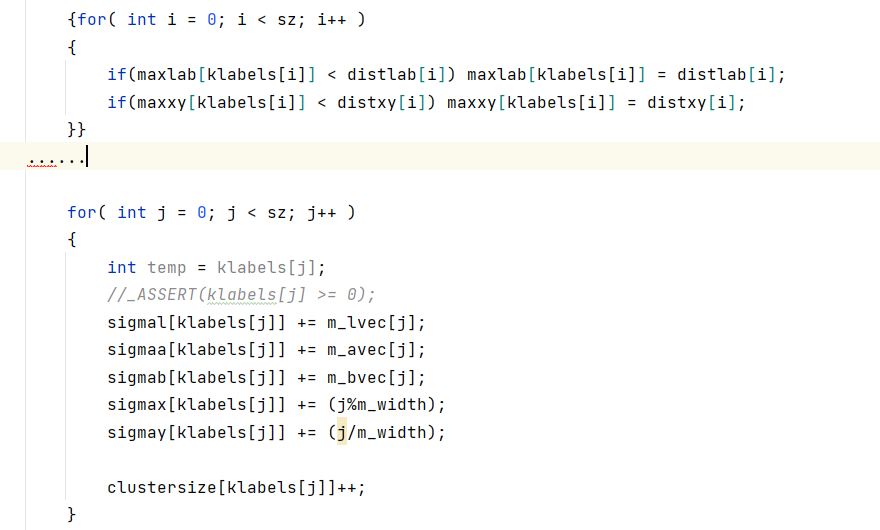 {for( int i = 0; i < sz; i++ )
{
if(maxlab[klabels[i]] < distlab[i]) maxlab[klabels[i]] = distlab[i];
if(maxxy[klabels[i]] < distxy[i]) maxxy[klabels[i]] = distxy[i];
}}
......
for( int j = 0; j < sz; j++ )
{
int temp = klabels[j];
//_ASSERT(klabels[j] >= 0);
sigmal[klabels[j]] += m_lvec[j];
sigmaa[klabels[j]] += m_avec[j];
sigmab[klabels[j]] += m_bvec[j];
sigmax[klabels[j]] += (j%m_width);
sigmay[klabels[j]] += (j/m_width);
clustersize[klabels[j]]++;
}